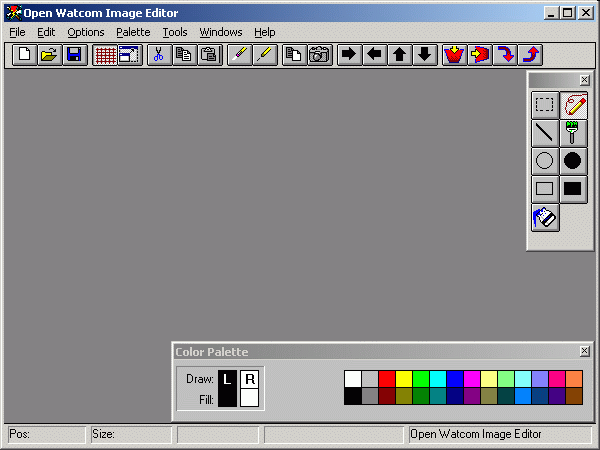 Open Watcom Image Editor
File Edit Options Palette Tools Windows Help
Color Palette
Draw: L R
Fill:
Pos: Size: Open Watcom Image Editor